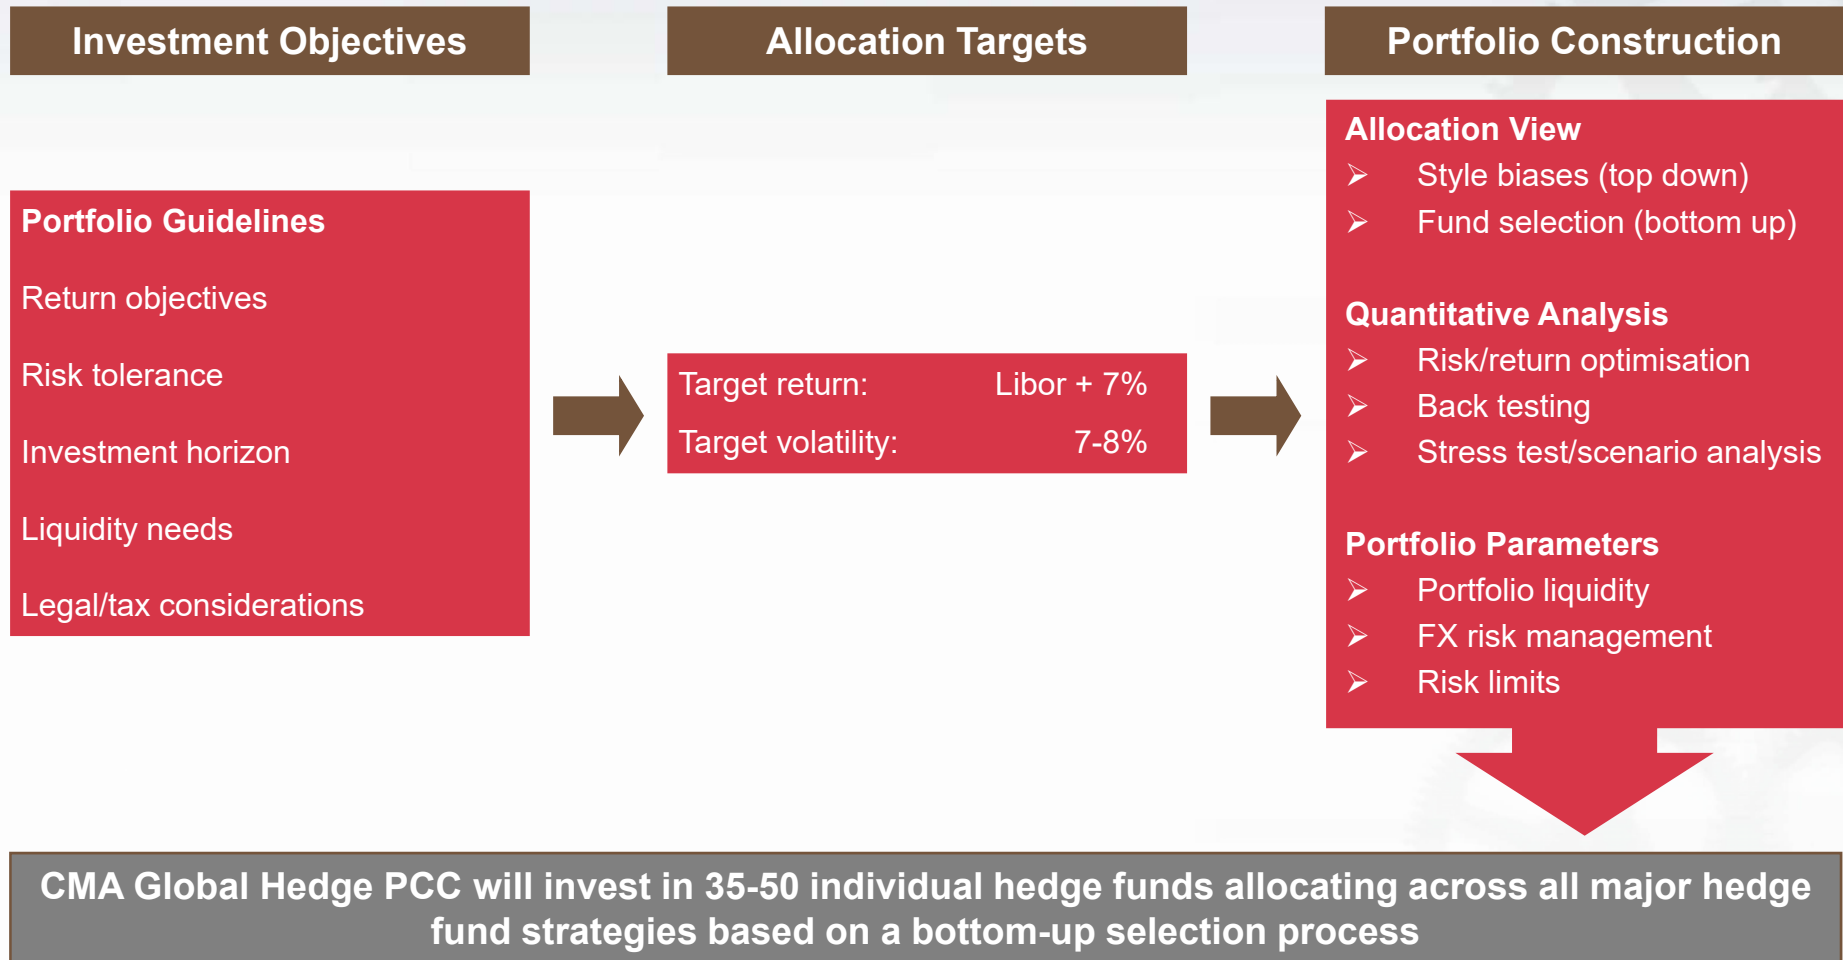 Investment Objectives
Portfolio Guidelines
Return objectives
Risk tolerance
Investment horizon
Liquidity needs
Legal/tax considerations
Allocation Targets
Target return: Libor + 7%
Target volatility: 7-8%
Portfolio Construction
Allocation View
➢ Style biases (top down)
➢ Fund selection (bottom up)
Quantitative Analysis
➢ Risk/return optimisation
➢ Back testing
➢ Stress test/scenario analysis
Portfolio Parameters
➢ Portfolio liquidity
➢ FX risk management
➢ Risk limits
CMA Global Hedge PCC will invest in 35-50 individual hedge funds allocating across all major hedge
fund strategies based on a bottom-up selection process